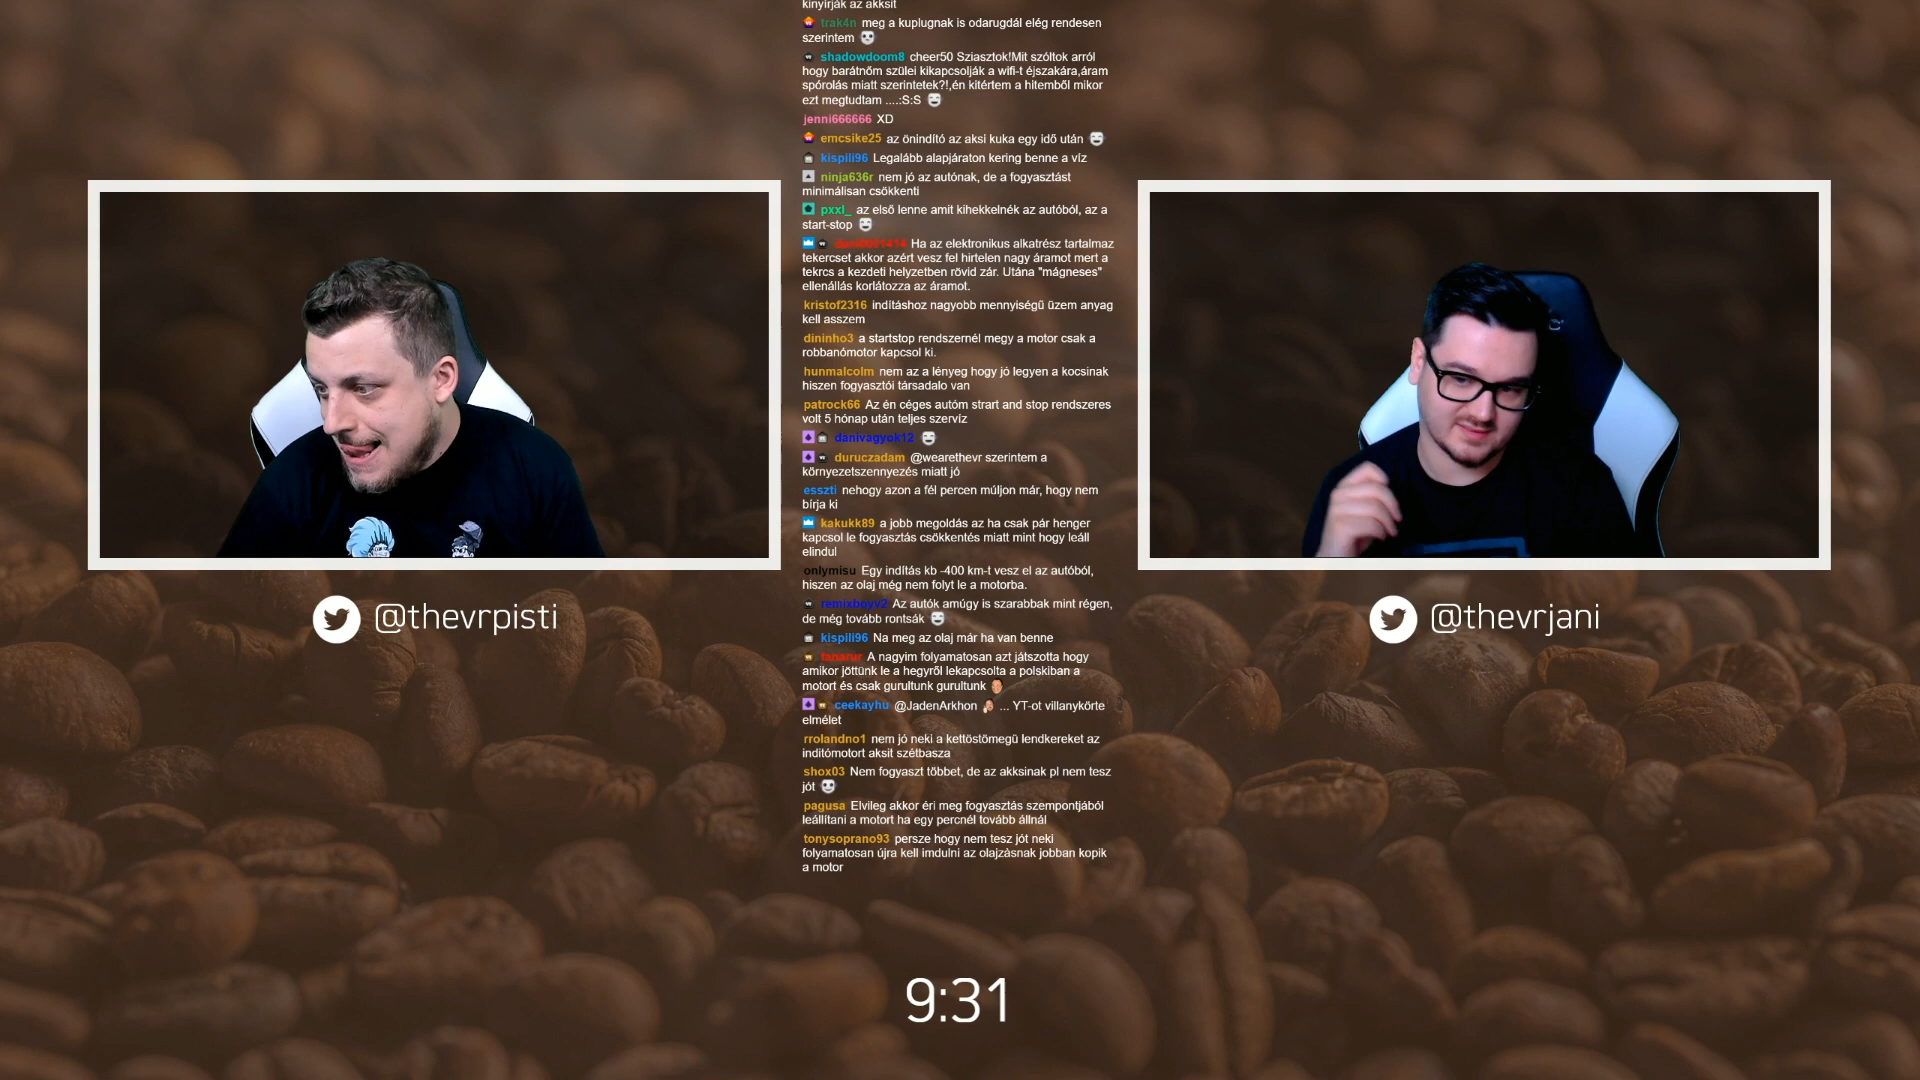 kinyírják az akksit
trak4n meg a kuplugnak is odarugdál elég rendesen
szerintem
shadowdoom8 cheer50 Sziasztok!Mit szóltok arról
hogy barátnőm szülei kikapcsolják a wifi-t éjszakára,áram
spórolás miatt szerintetek?!,én kitértem a hitemből mikor
ezt megtudtam ....:S:S
jenni666666 XD
emcsike25 az önindító az aksi kuka egy idő után
kispili96 Legalább alapjáraton kering benne a víz
ninja636r nem jó az autónak, de a fogyasztást
minimálisan csökkenti
pxxl_ az első lenne amit kihekkelnék az autóból, az a
start-stop
Ha az elektronikus alkatrész tartalmaz
tekercset akkor azért vesz fel hirtelen nagy áramot mert a
tekrcs a kezdeti helyzetben rövid zár. Utána "mágneses"
ellenállás korlátozza az áramot.
kristof2316 indításhoz nagyobb mennyiségű üzem anyag
kell asszem
dininho3 a startstop rendszernél megy a motor csak a
robbanómotor kapcsol ki.
hunmalcolm nem az a lényeg hogy jó legyen a kocsinak
hiszen fogyasztói társadalo van
patrock66 Az én céges autóm strart and stop rendszeres
volt 5 hónap után teljes szervíz
danivagyok12
duruczadam @wearethevr szerintem a
környezetszennyezés miatt jó
esszti nehogy azon a fél percen múljon már, hogy nem
bírja ki
kakukk89 a jobb megoldás az ha csak pár henger
kapcsol le fogyasztás csökkentés miatt mint hogy leáll
elindul
onlymisu Egy indítás kb -400 km-t vesz el az autóból,
hiszen az olaj még nem folyt le a motorba.
remixboyv2 Az autók amúgy is szarabbak mint régen,
de még tovább rontsák
kispili96 Na meg az olaj már ha van benne
A nagyim folyamatosan azt játszotta hogy
amikor jöttünk le a hegyről lekapcsolta a polskiban a
motort és csak gurultunk gurultunk
ceekayhu @JadenArkhon ... YT-ot villanykörte
elmélet
rrolandno1 nem jó neki a kettöstömegü lendkereket az
inditómotort aksit szétbasza
shox03 Nem fogyaszt többet, de az akksinak pl nem tesz
jót
pagusa Elvileg akkor éri meg fogyasztás szempontjából
leállítani a motort ha egy percnél tovább állnál
tonysoprano93 persze hogy nem tesz jót neki
folyamatosan újra kell imdulni az olajzàsnak jobban kopik
a motor
@thevrpisti
@thevrjani
9:31